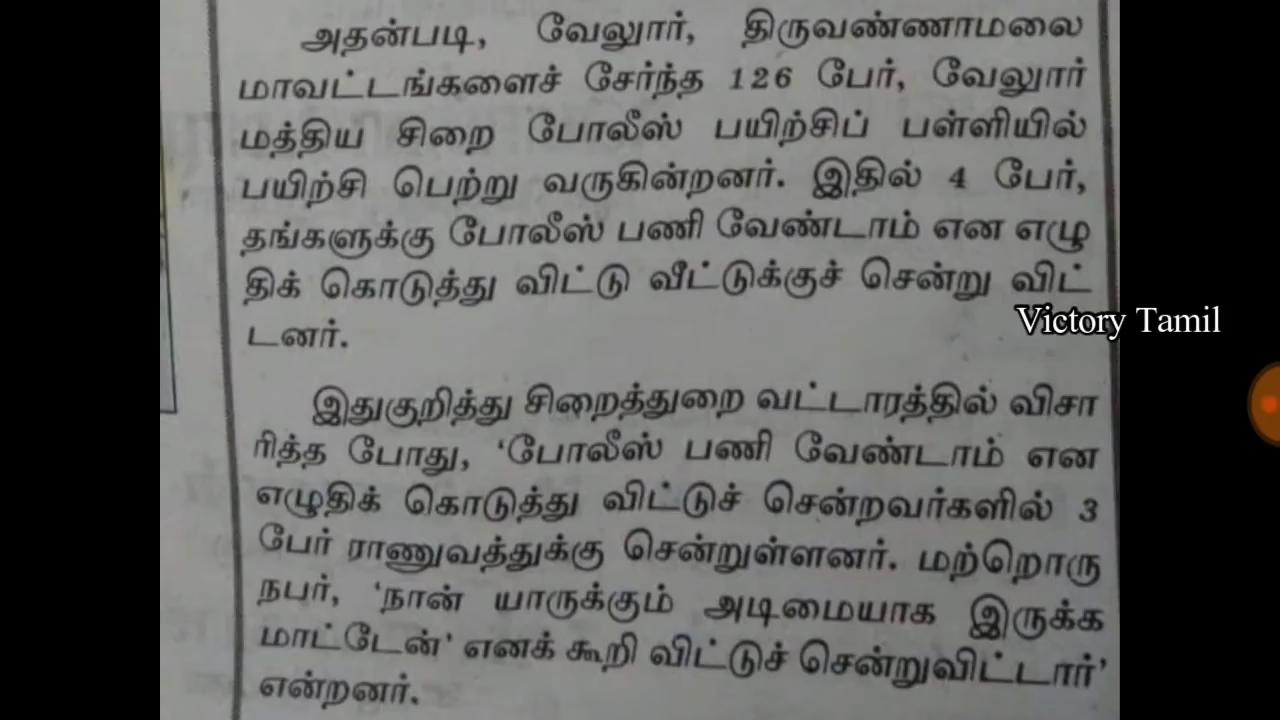 அதன்படி, வேலூர், திருவண்ணாமலை
மாவட்டங்களைச் சேர்ந்த 126 பேர், வேலூர்
மத்திய சிறை போலீஸ் பயிற்சிப் பள்ளியில்
பயிற்சி பெற்று வருகின்றனர். இதில் 4 பேர்,
தங்களுக்கு போலீஸ் பணி வேண்டாம் என எழு
திக் கொடுத்து விட்டு வீட்டுக்குச் சென்று விட்
டனர்.
Victory Tamil
இதுகுறித்து சிறைத்துறை வட்டாரத்தில் விசா
ரித்த போது, ‘போலீஸ் பணி வேண்டாம் என
எழுதிக் கொடுத்து விட்டுச் சென்றவர்களில் 3
பேர் ராணுவத்துக்கு சென்றுள்ளனர். மற்றொரு
நபர், ‘நான் யாருக்கும் அடிமையாக இருக்க
மாட்டேன்’ எனக் கூறி விட்டுச் சென்றுவிட்டார்’
என்றனர்.